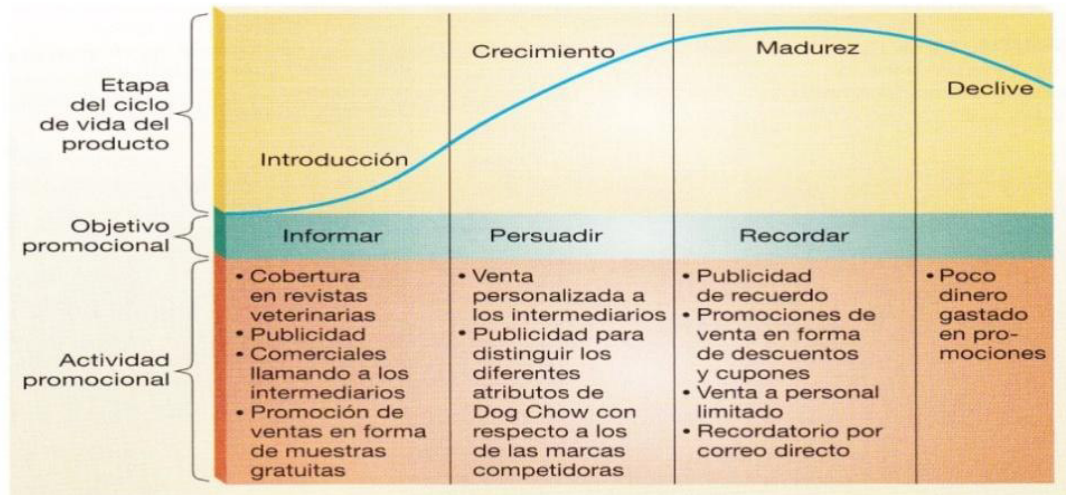 Etapa
del ciclo
de vida del
producto
Introducción
Crecimiento
Madurez
Declive
Objetivo
promocional
Informar
Persuadir
Recordar
Actividad
promocional
• Cobertura
en revistas
veterinarias
• Publicidad
• Comerciales
llamando a los
intermediarios
• Promoción de
ventas en forma
de muestras
gratuitas
• Venta
personalizada a
los intermediarios
• Publicidad para
distinguir los
diferentes
atributos de
Dog Chow con
respecto a los
de las marcas
competidoras
• Publicidad
de recuerdo
• Promociones de
venta en forma
de descuentos
y cupones
• Venta a personal
limitado
• Recordatorio por
correo directo
• Poco
dinero
gastado
en pro-
mociones